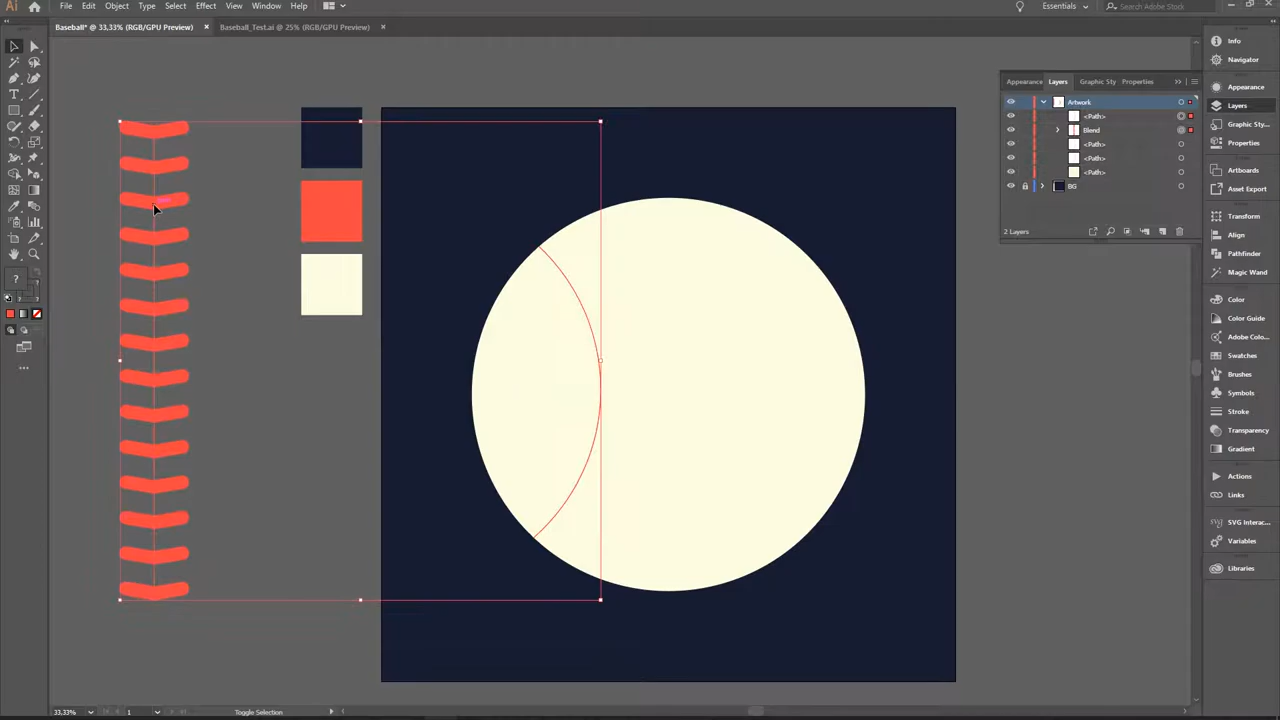 Ai File Edit Object Type Select Effect View Window Help Essentials Search Adobe Stock
Baseball* @ 33,33% (RGB/GPU Preview) × Baseball_Test.ai @ 25% (RGB/GPU Preview) ×
Appearance Layers Graphic Sty Properties
Artwork
<Path>
Blend
<Path>
<Path>
<Path>
BG
2 Layers
Info
Navigator
Appearance
Layers
Graphic Sty...
Properties
Artboards
Asset Export
Transform
Align
Pathfinder
Magic Wand
Color
Color Guide
Adobe Colo...
Swatches
Brushes
Symbols
Stroke
Transparency
Gradient
Actions
Links
SVG Interac...
Variables
Libraries
33,33% 1 Toggle Selection